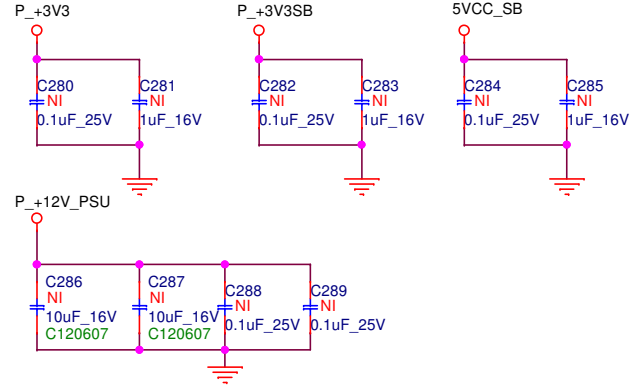 P_+3V3
C280
NI
0.1uF_25V
C281
NI
1uF_16V
P_+3V3SB
C282
NI
0.1uF_25V
C283
NI
1uF_16V
5VCC_SB
C284
NI
0.1uF_25V
C285
NI
1uF_16V
P_+12V_PSU
C286
NI
10uF_16V
C120607
C287
NI
10uF_16V
C120607
C288
NI
0.1uF_25V
C289
NI
0.1uF_25V